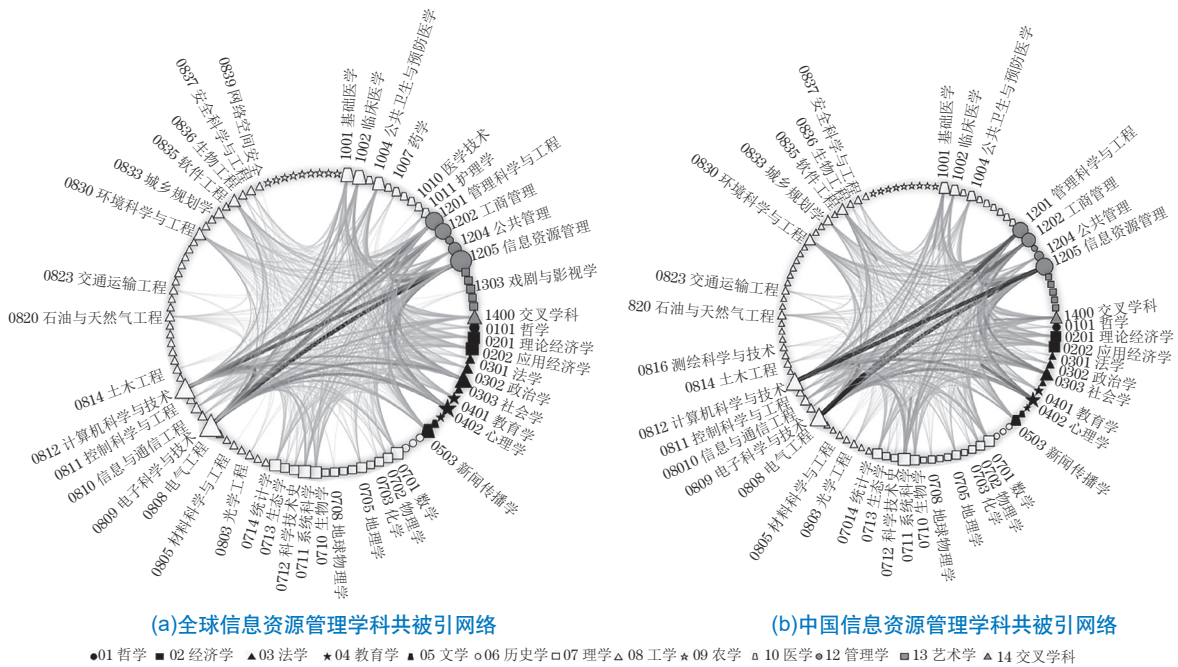 0839 网络空间安全
0837 安全科学与工程
0836 生物工程
0835 软件工程
0833 城乡规划学
0830 环境科学与工程
0823 交通运输工程
0820 石油与天然气工程
0814 土木工程
0812 计算机科学与技术
0811 控制科学与工程
0810 信息与通信工程
0809 电子科学与技术
0808 电气工程
0805 材料科学与工程
0803 光学工程
0714 统计学
0713 生态学
0712 科学技术史
0711 系统科学
0710 生物学
0708 地球物理学
0705 地理学
0703 化学
0702 物理学
0701 数学
0503 新闻传播学
0402 心理学
0401 教育学
0303 社会学
0302 政治学
0301 法学
0202 应用经济学
0201 理论经济学
0101 哲学
1400 交叉学科
1303 戏剧与影视学
1205 信息资源管理
1204 公共管理
1202 工商管理
1201 管理科学与工程
1011 护理学
1010 医学技术
1007 药学
1004 公共卫生与预防医学
1002 临床医学
1001 基础医学
(a)全球信息资源管理学科共被引网络
0837 安全科学与工程
0836 生物工程
0835 软件工程
0833 城乡规划学
0830 环境科学与工程
0823 交通运输工程
820 石油与天然气工程
0816 测绘科学与技术
0814 土木工程
0812 计算机科学与技术
0811 控制科学与工程
08010 信息与通信工程
0809 电子科学与技术
0808 电气工程
0805 材料科学与工程
0803 光学工程
07014 统计学
0713 生态学
0712 科学技术史
0711 系统科学
0710 生物学
0708 地球物理学
0705 地理学
0703 化学
0702 物理学
0701 数学
0503 新闻传播学
0402 心理学
0401 教育学
0303 社会学
0302 政治学
0301 法学
0202 应用经济学
0201 理论经济学
0101 哲学
1400 交叉学科
1205 信息资源管理
1204 公共管理
1202 工商管理
1201 管理科学与工程
1004 公共卫生与预防医学
1002 临床医学
1001 基础医学
(b)中国信息资源管理学科共被引网络
01 哲学 02 经济学 03 法学 04 教育学 05 文学 06 历史学 07 理学 08 工学 09 农学 10 医学 12 管理学 13 艺术学 14 交叉学科